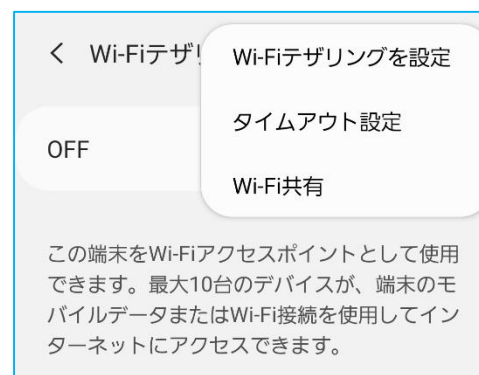 Wi-Fiテザ
Wi-Fiテザリングを設定
タイムアウト設定
OFF
Wi-Fi共有
この端末をWi-Fiアクセスポイントとして使用
できます。最大10台のデバイスが、端末のモ
バイルデータまたはWi-Fi接続を使用してイン
ターネットにアクセスできます。